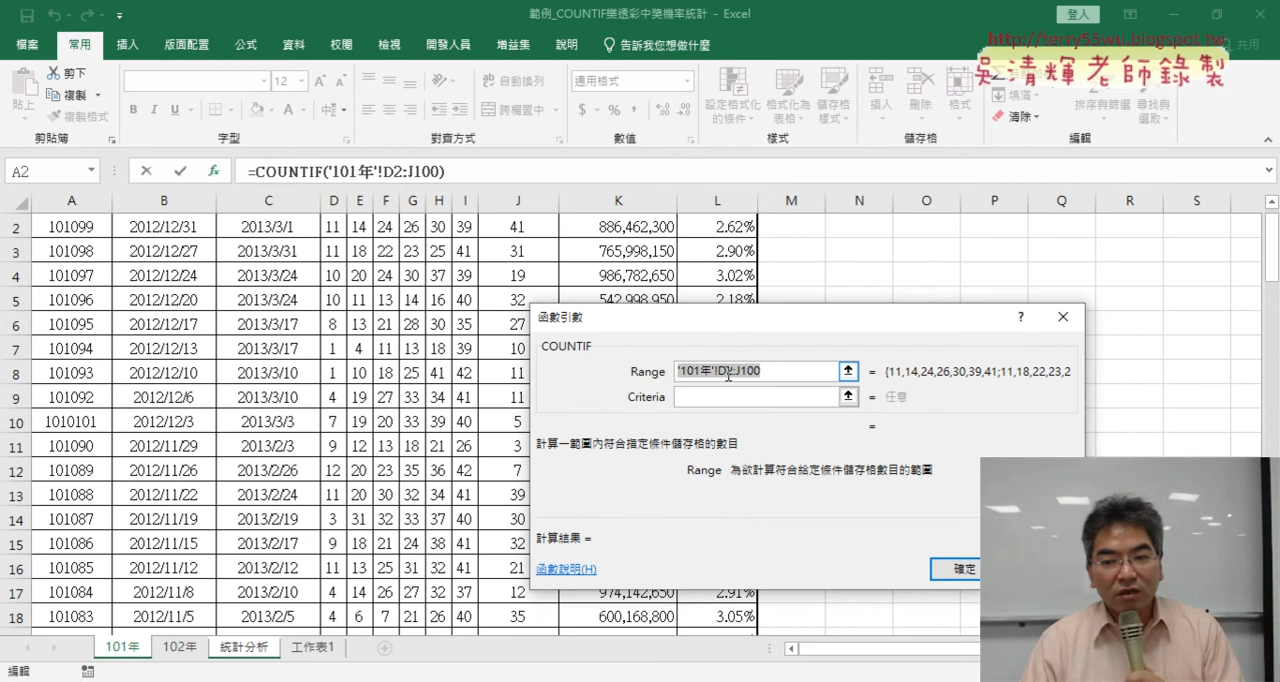 範例_COUNTIF樂透彩中獎機率統計 - Excel
登入
http://terry55wu.blogspot.tw
吳清輝老師錄製
檔案 常用 插入 版面配置 公式 資料 校閱 檢視 開發人員 增益集 說明 告訴我您想做什麼 共用
貼上 剪下 複製 複製格式
12 B I U
自動換列 跨欄置中
通用格式 $ %
設定格式化的條件 格式化為表格 儲存格樣式
插入 刪除 格式
填滿 清除 排序與篩選 尋找與選取
剪貼簿 字型 對齊方式 數值 樣式 儲存格 編輯
A2 fx =COUNTIF('101年'!D2:J100)
A B C D E F G H I J K L M N O P Q R S
2 101099 2012/12/31 2013/3/1 11 14 24 26 30 39 41 886,462,300 2.62%
3 101098 2012/12/27 2013/3/31 11 18 22 23 25 41 31 765,998,150 2.90%
4 101097 2012/12/24 2013/3/24 10 20 24 30 37 39 19 986,782,650 3.02%
5 101096 2012/12/20 2013/3/24 10 11 13 14 16 40 32 542,998,950 2.18%
6 101095 2012/12/17 2013/3/17 8 13 21 28 30 35 27
7 101094 2012/12/13 2013/3/17 1 4 11 13 18 39 10
8 101093 2012/12/10 2013/3/10 1 10 18 25 41 42 11
9 101092 2012/12/6 2013/3/10 4 19 27 33 34 41 11
10 1010101 2012/12/3 2013/3/3 7 19 20 33 39 40 5
11 101090 2012/11/29 2013/2/3 9 12 13 18 21 26 3
12 101089 2012/11/26 2013/2/26 12 20 23 35 36 42 7
13 101088 2012/11/22 2013/2/24 11 20 30 32 34 41 39
14 101087 2012/11/19 2013/2/19 3 31 32 33 37 40 30
15 101086 2012/11/15 2013/2/17 9 18 21 24 38 41 32
16 101085 2012/11/12 2013/2/12 11 13 25 31 32 41 21
17 101084 2012/11/8 2013/2/10 4 14 26 27 32 37 12 974,142,650 2.91%
18 101083 2012/11/5 2013/2/5 4 6 7 21 26 40 35 600,168,800 3.05%
函數引數 ?
COUNTIF
Range '101年'!D2:J100 = {11,14,24,26,30,39,41;11,18,22,23,2
Criteria = 任意
=
計算一範圍內符合指定條件儲存格的數目
Range 為欲計算符合給定條件儲存格數目的範圍
計算結果 =
函數說明(H)
確定
101年 102年 統計分析 工作表1
編輯